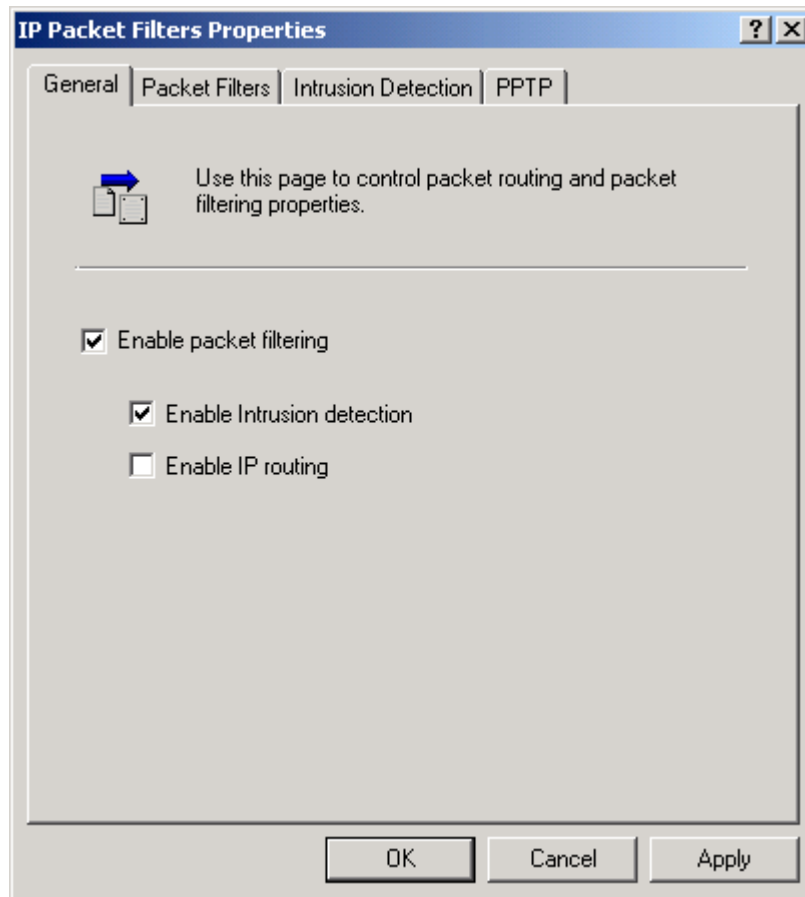 IP Packet Filters Properties
General Packet Filters Intrusion Detection PPTP
Use this page to control packet routing and packet
filtering properties.
Enable packet filtering
Enable Intrusion detection
Enable IP routing
OK Cancel Apply